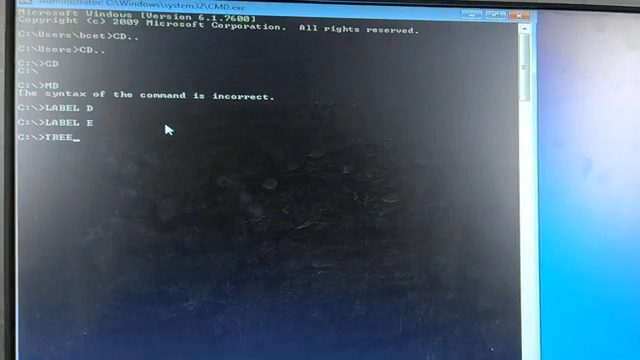 Administrator: C:\Windows\system32\CMD.exe
Microsoft Windows [Version 6.1.7600]
Copyright (c) 2009 Microsoft Corporation. All rights reserved.
C:\Users\hcet>CD..
C:\Users>CD..
C:\>CD
C:\
C:\>MD
The syntax of the command is incorrect.
C:\>LABEL D
C:\>LABEL E
C:\>TREE_